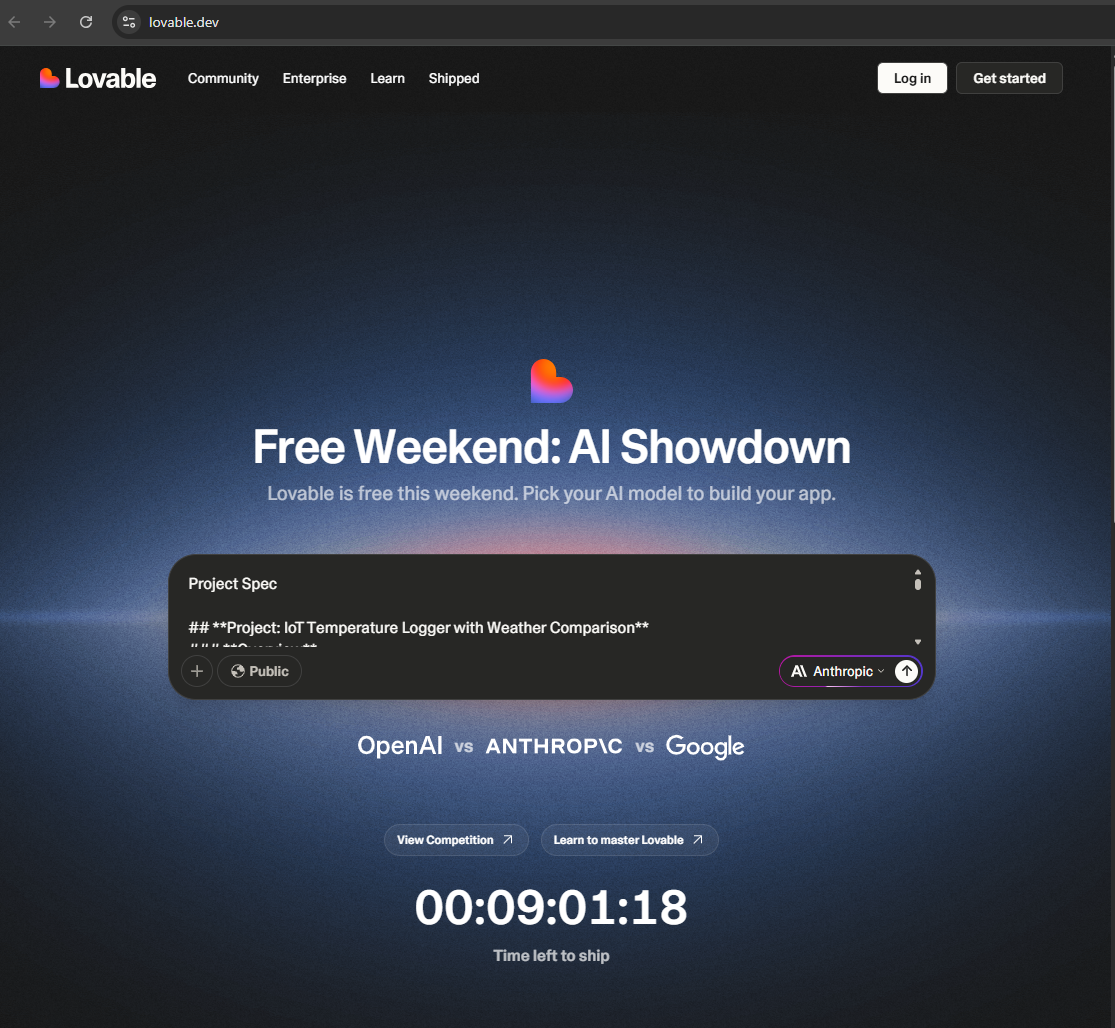 lovable.dev
Lovable
Community Enterprise Learn Shipped
Log in Get started
Free Weekend: AI Showdown
Lovable is free this weekend. Pick your AI model to build your app.
Project Spec
## **Project: IoT Temperature Logger with Weather Comparison**
### **Overview**
+ Public Anthropic
OpenAI vs ANTHROP\C vs Google
View Competition Learn to master Lovable
00:09:01:18
Time left to ship